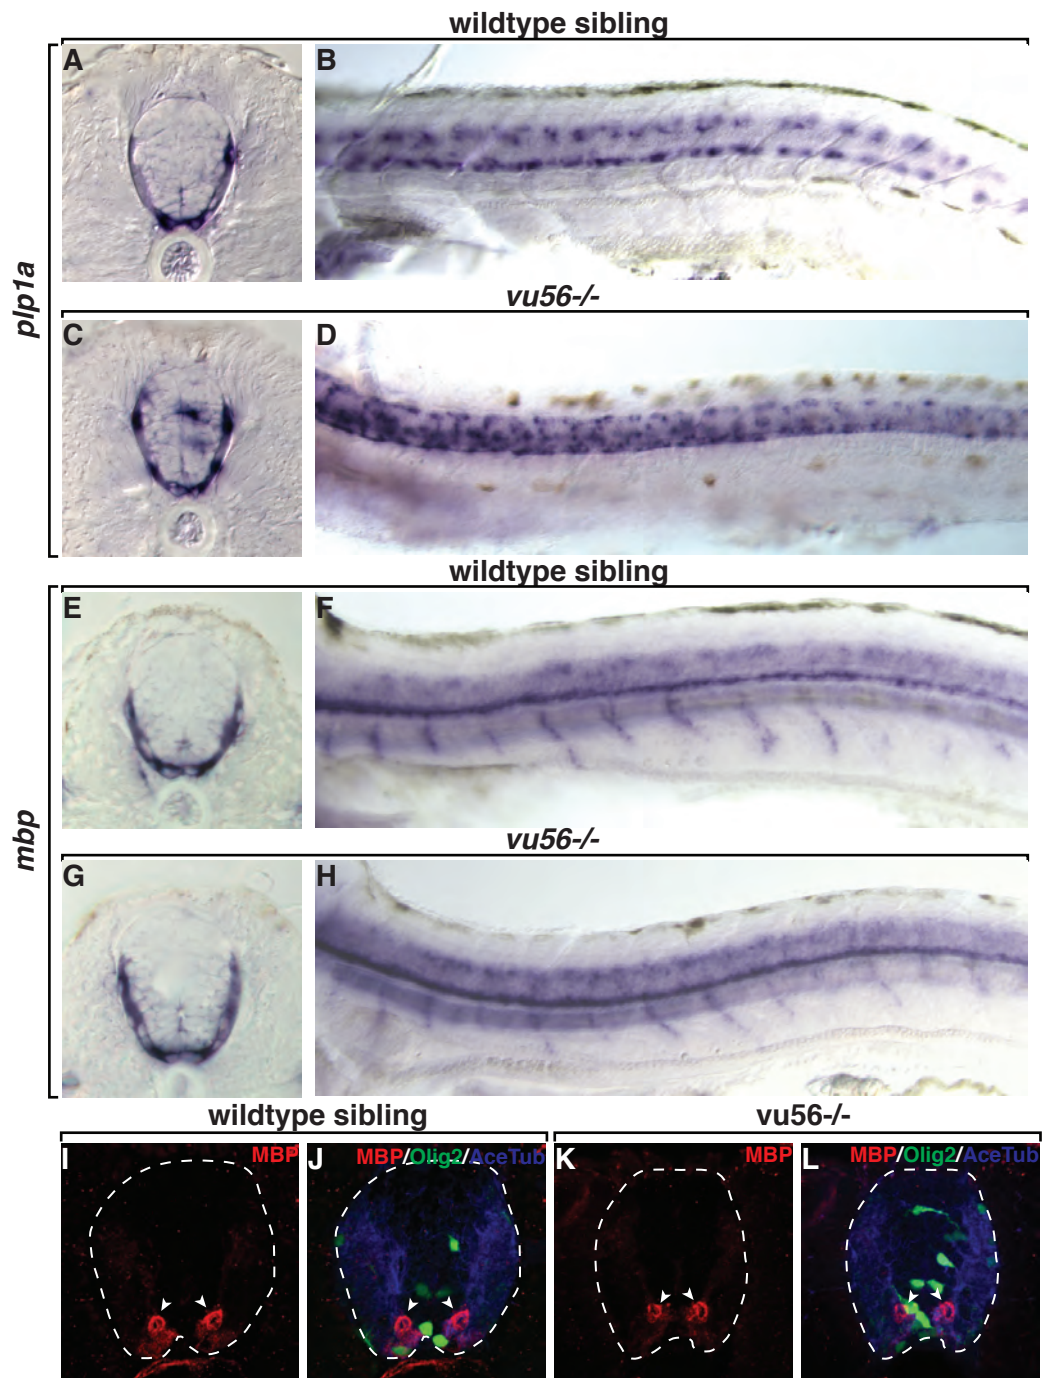 wildtype sibling
A
B
plp1a
vu56-/-
C
D
wildtype sibling
E
F
mbp
vu56-/-
G
H
wildtype sibling
vu56-/-
I
MBP
J
MBP/Olig2/AceTub
K
MBP
L
MBP/Olig2/AceTub